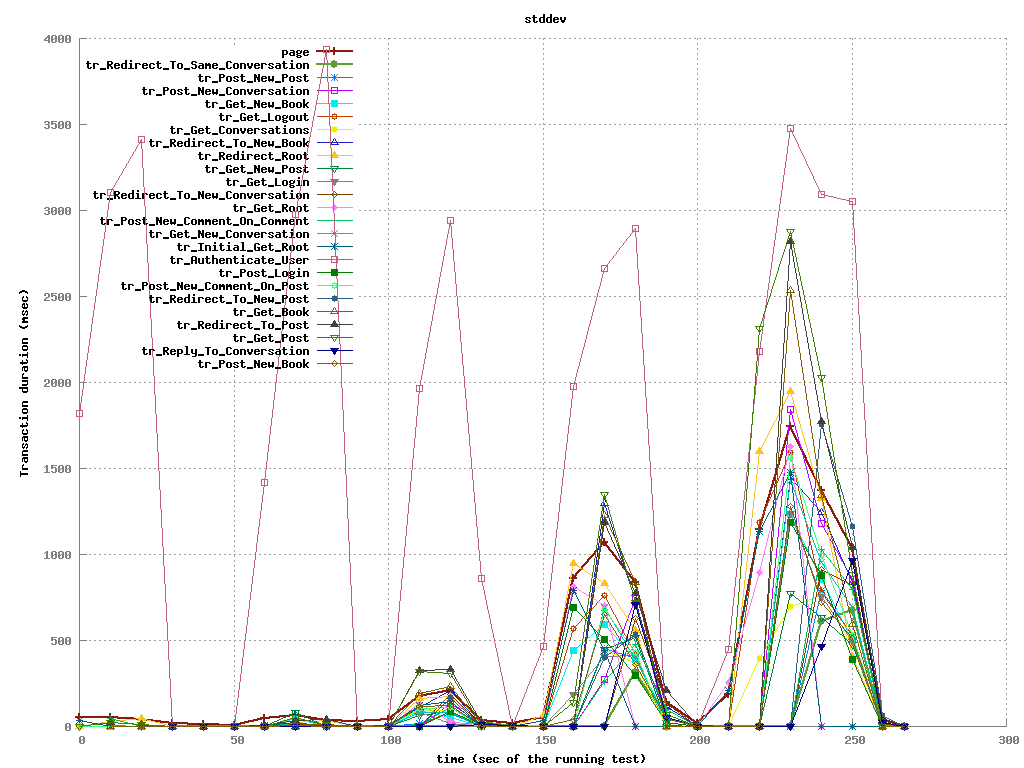 stddev
4000
3500
3000
2500
2000
1500
1000
500
0
page
tr_Redirect_To_Same_Conversation
tr_Post_New_Post
tr_Post_New_Conversation
tr_Get_New_Book
tr_Get_Logout
tr_Get_Conversations
tr_Redirect_To_New_Book
tr_Redirect_Root
tr_Get_New_Post
tr_Get_Login
tr_Redirect_To_New_Conversation
tr_Get_Root
tr_Post_New_Comment_On_Comment
tr_Get_New_Conversation
tr_Initial_Get_Root
tr_Authenticate_User
tr_Post_Login
tr_Post_New_Comment_On_Post
tr_Redirect_To_New_Post
tr_Get_Book
tr_Redirect_To_Post
tr_Get_Post
tr_Reply_To_Conversation
tr_Post_New_Book
Transaction duration (msec)
0 50 100 150 200 250 300
time (sec of the running test)